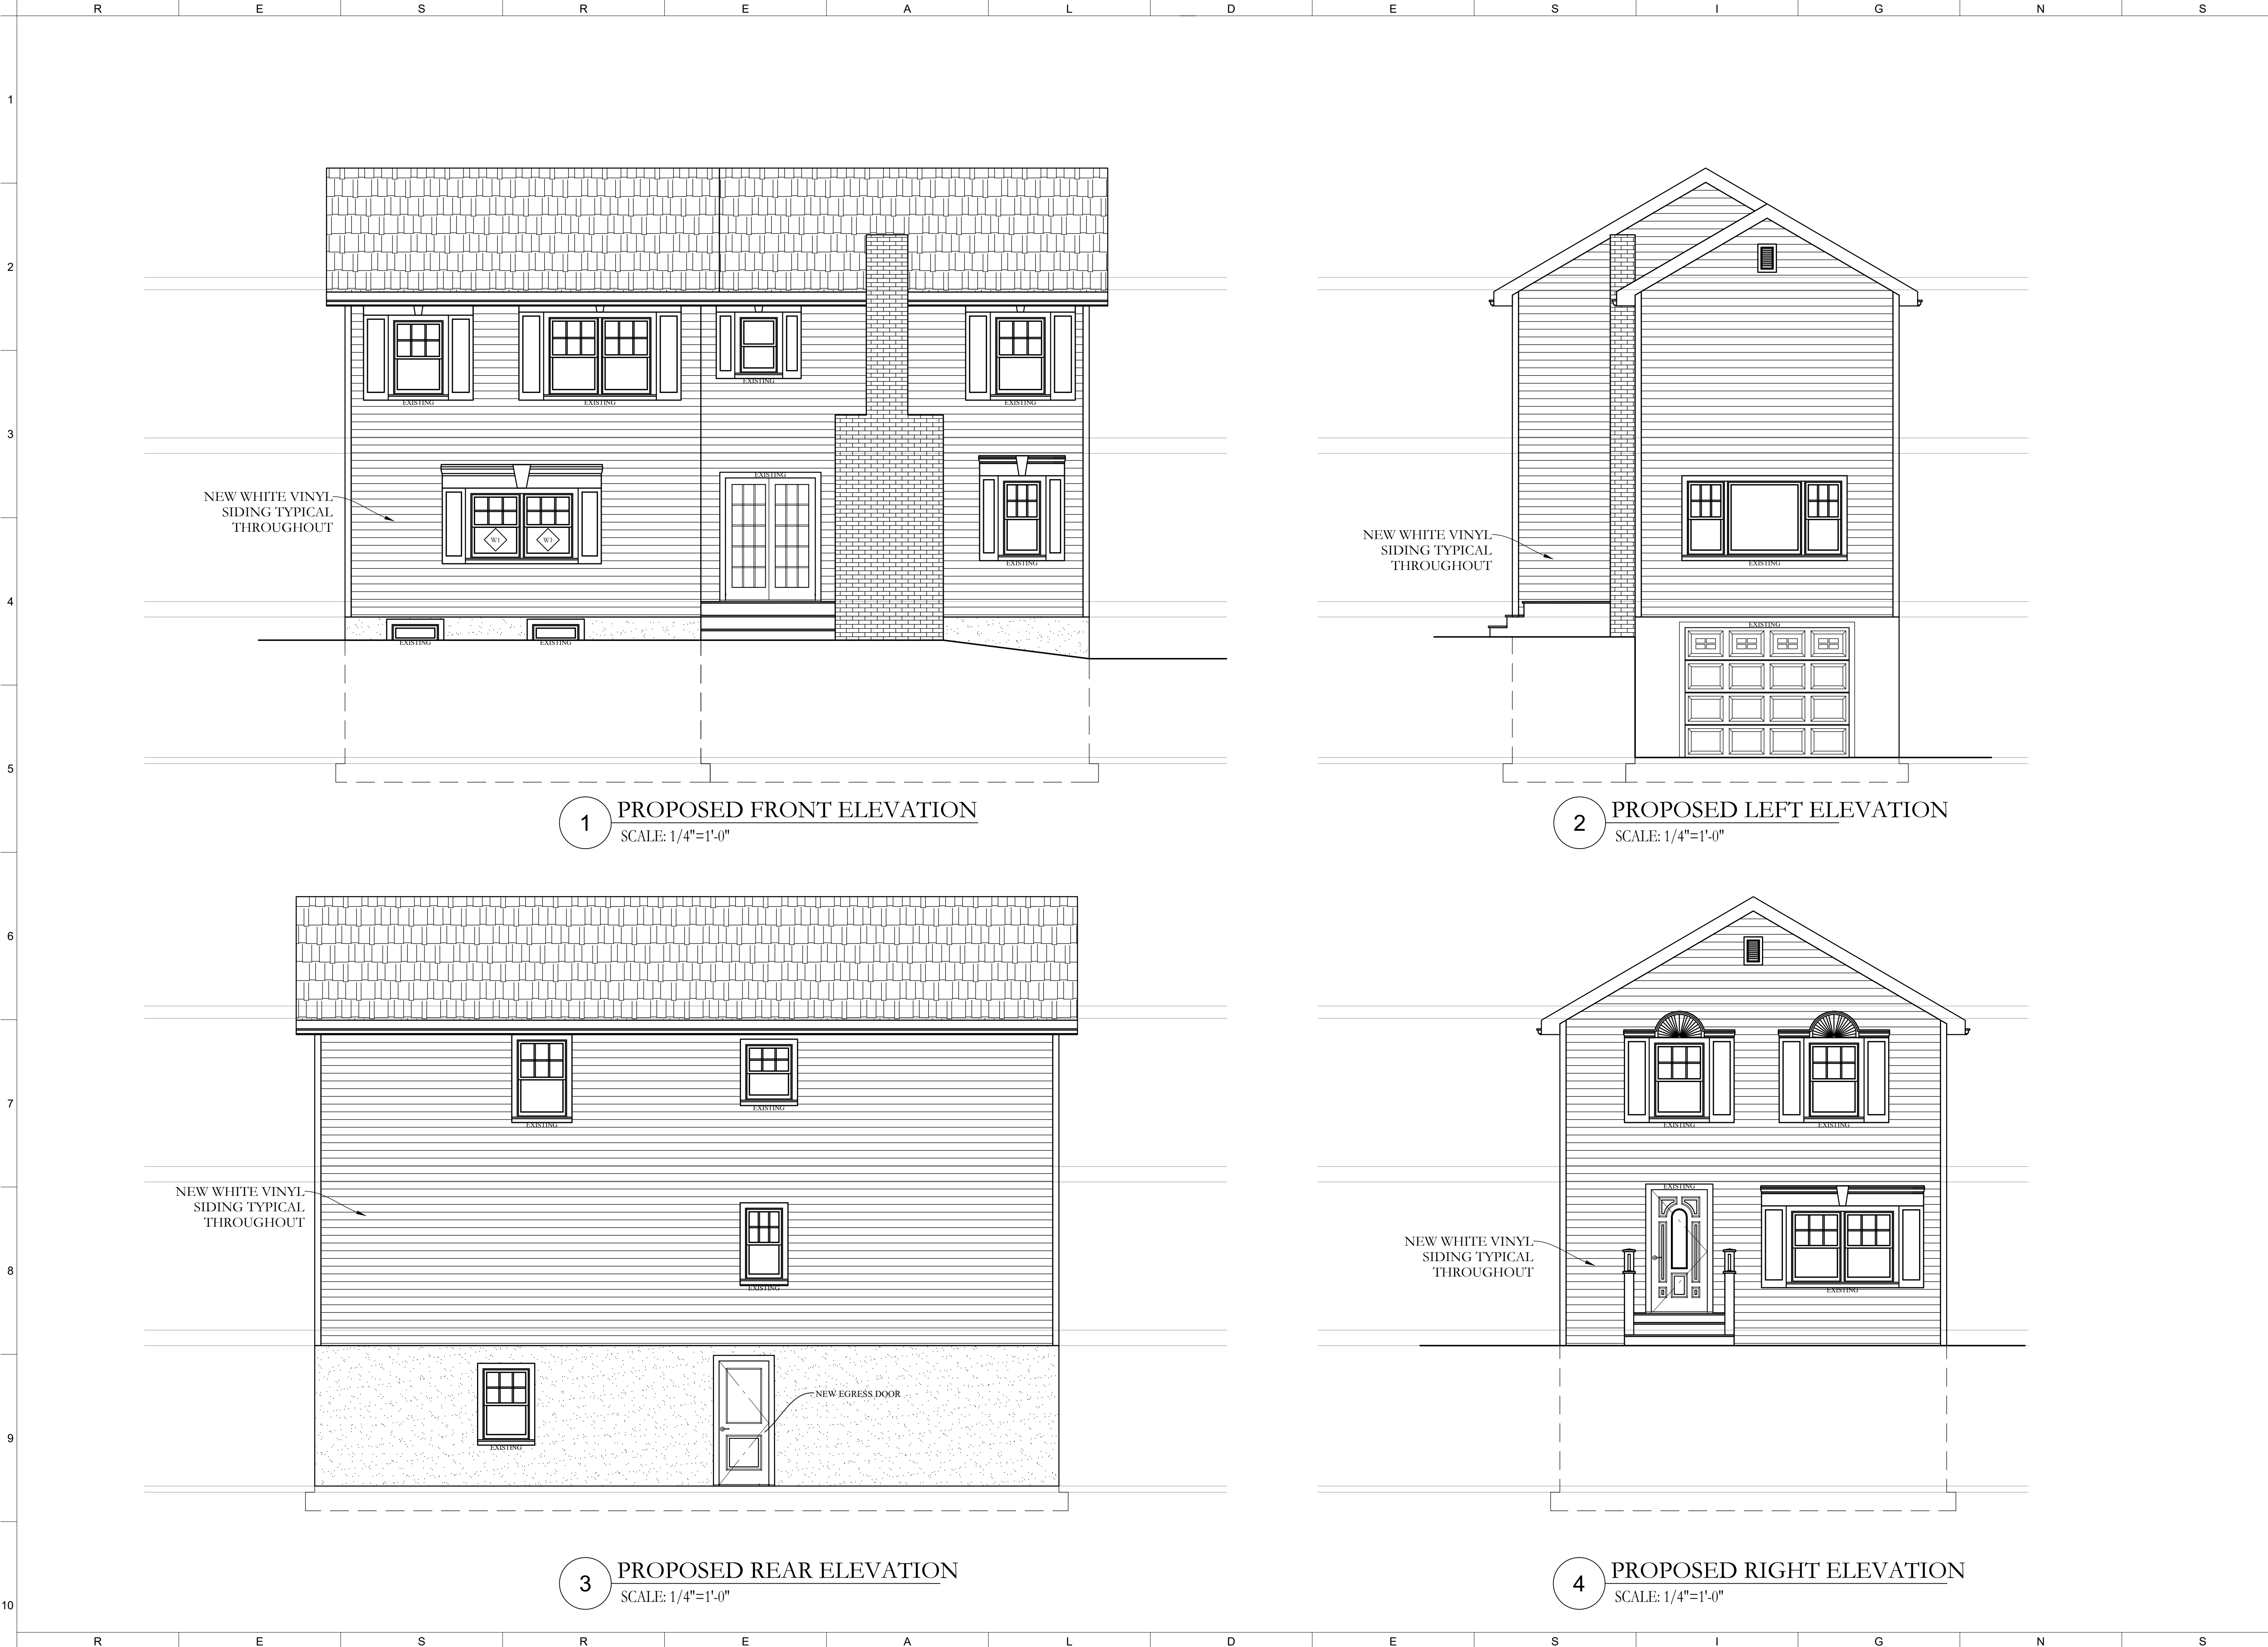 R E S R E A L D E S I G N S
1
2
3
4
5
6
7
8
9
10
EXISTING
EXISTING
EXISTING
EXISTING
EXISTING
EXISTING
NEW WHITE VINYL
SIDING TYPICAL
THROUGHOUT
W1 W1
EXISTING
EXISTING
1 PROPOSED FRONT ELEVATION
SCALE: 1/4"=1'-0"
NEW WHITE VINYL
SIDING TYPICAL
THROUGHOUT
EXISTING
EXISTING
2 PROPOSED LEFT ELEVATION
SCALE: 1/4"=1'-0"
EXISTING
EXISTING
NEW WHITE VINYL
SIDING TYPICAL
THROUGHOUT
EXISTING
NEW EGRESS DOOR
EXISTING
3 PROPOSED REAR ELEVATION
SCALE: 1/4"=1'-0"
EXISTING
EXISTING
EXISTING
NEW WHITE VINYL
SIDING TYPICAL
THROUGHOUT
EXISTING
4 PROPOSED RIGHT ELEVATION
SCALE: 1/4"=1'-0"
R E S R E A L D E S I G N S